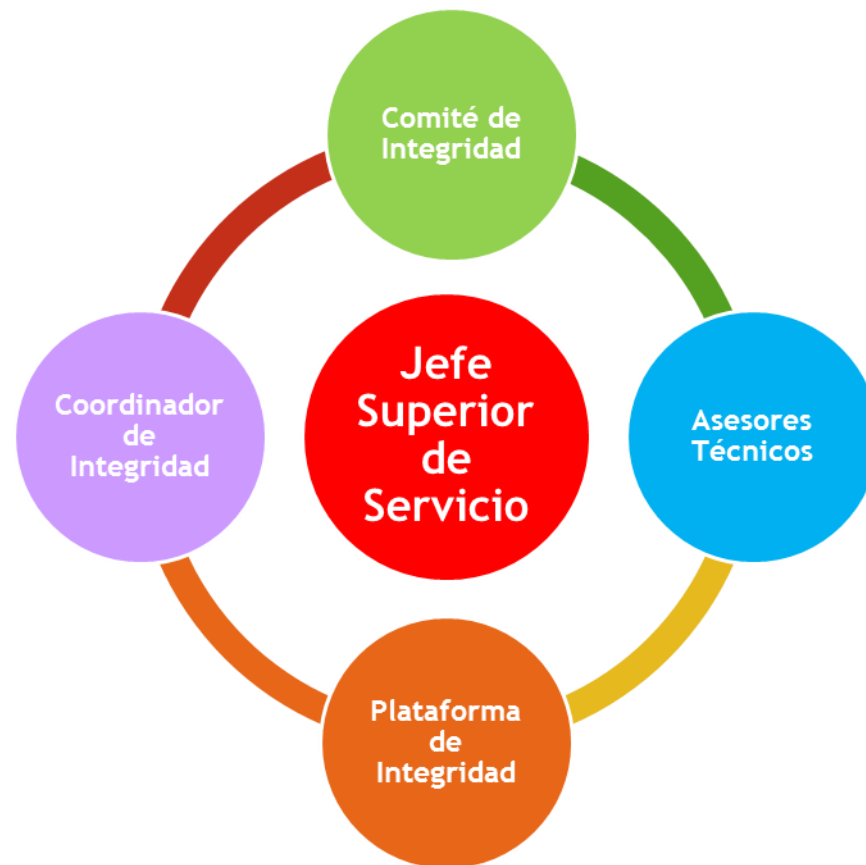 Comité de
Integridad
Coordinador
de
Integridad
Jefe
Superior
de
Servicio
Asesores
Técnicos
Plataforma
de
Integridad